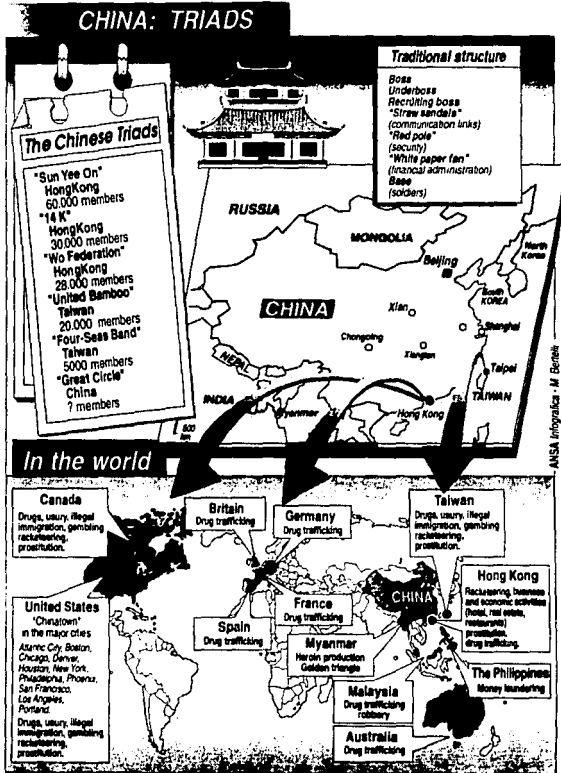 CHINA: TRIADS
The Chinese Triads
"Sun Yee On"
HongKong
60.000 members
"14 K"
HongKong
30.000 members
"Wo Federation"
HongKong
28.000 members
"United Bamboo"
Taiwan
20.000 members
"Four-Seas Band"
Taiwan
5000 members
"Great Circle"
China
? members
Traditional structure
Boss
Underboss
Recruiting boss
"Straw sandals"
(communication links)
"Red pole"
(security)
"White paper fan"
(financial administration)
Base
(soldiers)
RUSSIA
MONGOLIA
North
Korea
Beijing
South
KOREA
CHINA
Xian
Shanghai
Chongqing
Xiangtan
NEPAL
Taipei
INDIA
Myanmar
Hong Kong
TAIWAN
500
km
ANSA Infografica - M. Bertelli
In the world
Canada
Drugs, usury, illegal
immigration, gambling
racketeering,
prostitution.
Britain
Drug trafficking
Germany
Drug trafficking
Taiwan
Drugs, usury, illegal
immigration, gambling
racketeering,
prostitution.
United States
"Chinatown"
in the major cities
Atlantic City, Boston,
Chicago, Denver,
Houston, New York,
Philadelphia, Phoenix,
San Francisco,
Los Angeles,
Portland.
Drugs, usury, illegal
immigration, gambling
racketeering,
prostitution.
Spain
Drug trafficking
France
Drug trafficking
CHINA
Hong Kong
Racketeering, business
and economic activities
(hotel, real estate,
restaurants)
prostitution,
drug trafficking.
Myanmar
Heroin production
Golden triangle
Malaysia
Drug trafficking
robbery
The Philippines
Money laundering
Australia
Drug trafficking